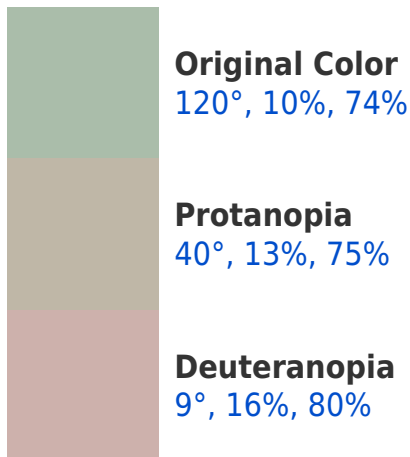 Original Color
120°, 10%, 74%
Protanopia
40°, 13%, 75%
Deuteranopia
9°, 16%, 80%